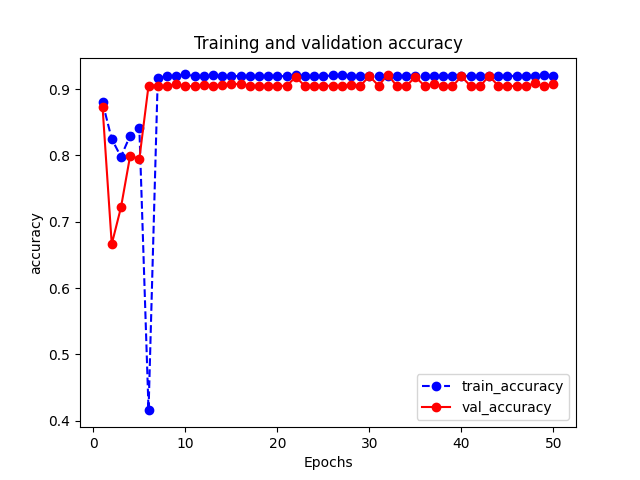 Training and validation accuracy
accuracy
0.9
0.8
0.7
0.6
0.5
0.4
0 10 20 30 40 50
Epochs
train_accuracy
val_accuracy